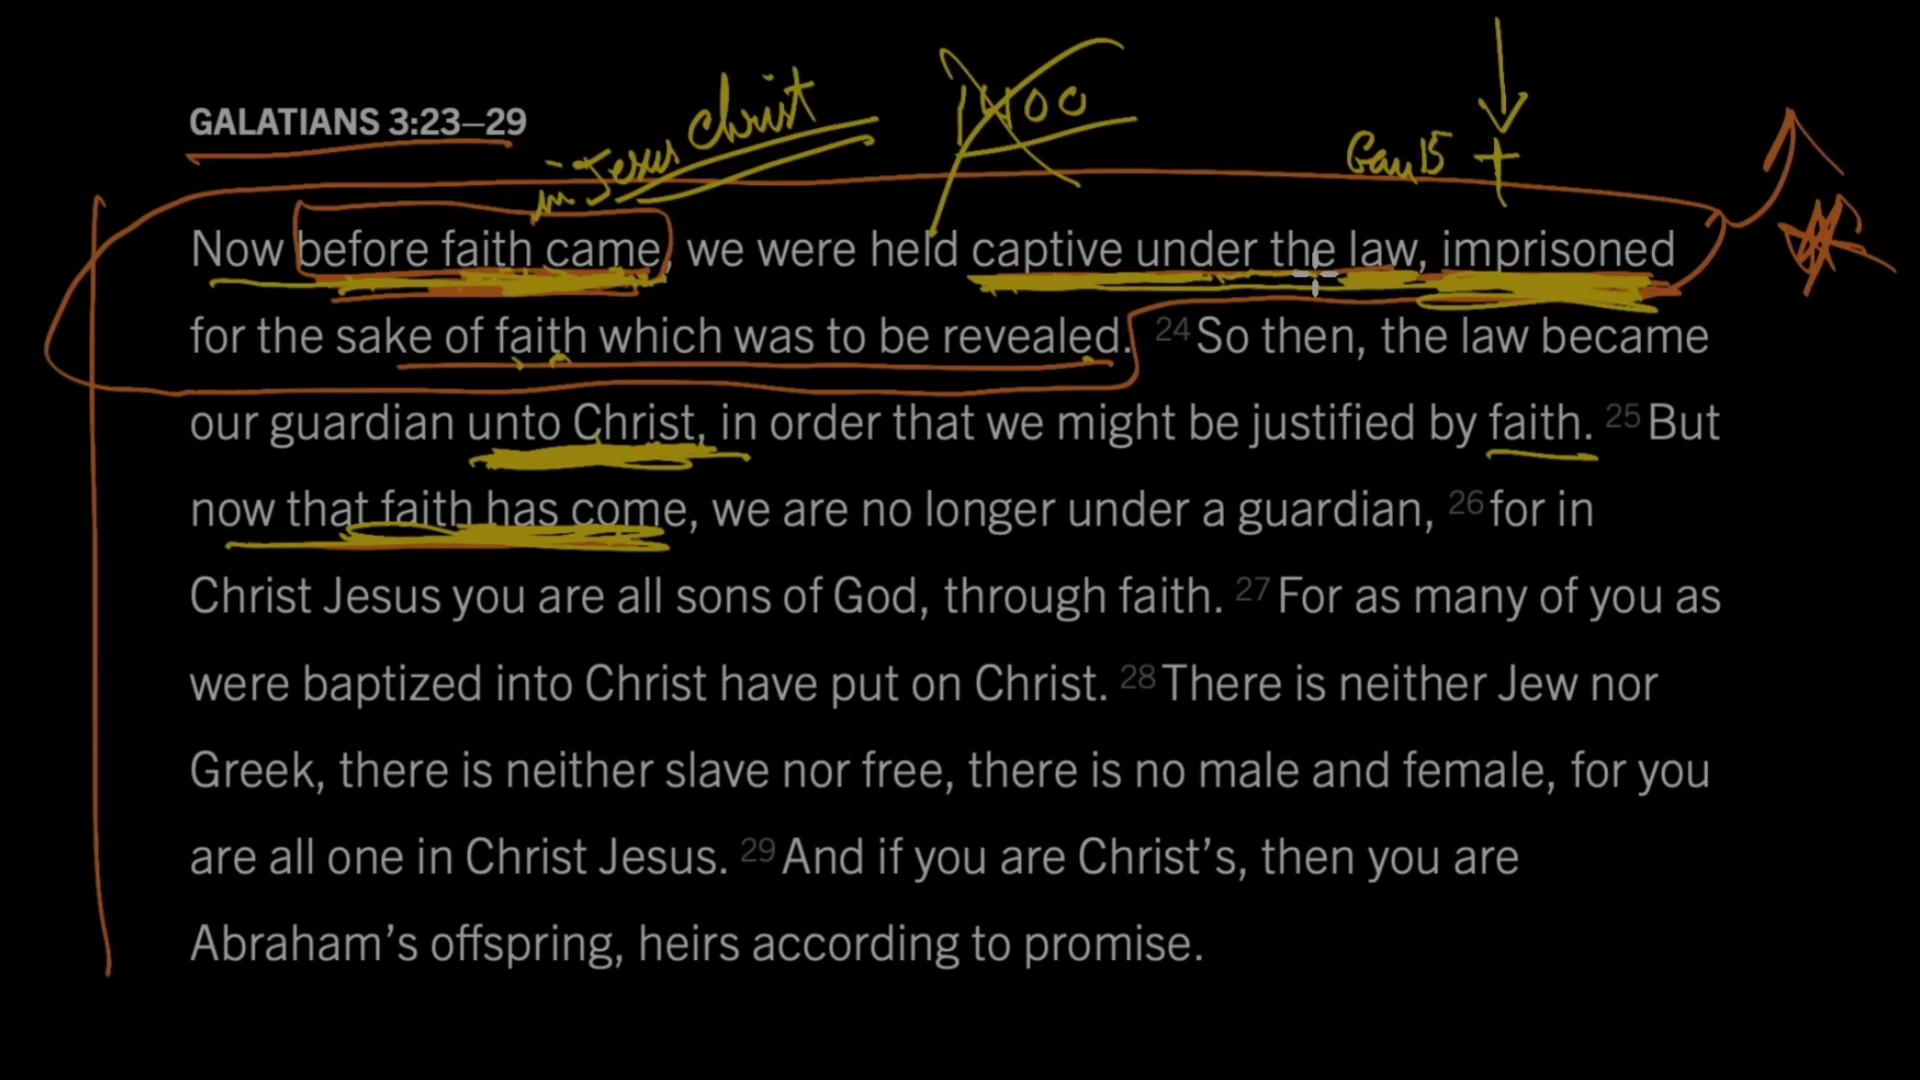 in Jesus Christ
1400
Gen 15
GALATIANS 3:23–29
Now before faith came, we were held captive under the law, imprisoned
for the sake of faith which was to be revealed. 24 So then, the law became
our guardian unto Christ, in order that we might be justified by faith. 25 But
now that faith has come, we are no longer under a guardian, 26 for in
Christ Jesus you are all sons of God, through faith. 27 For as many of you as
were baptized into Christ have put on Christ. 28 There is neither Jew nor
Greek, there is neither slave nor free, there is no male and female, for you
are all one in Christ Jesus. 29 And if you are Christ’s, then you are
Abraham’s offspring, heirs according to promise.